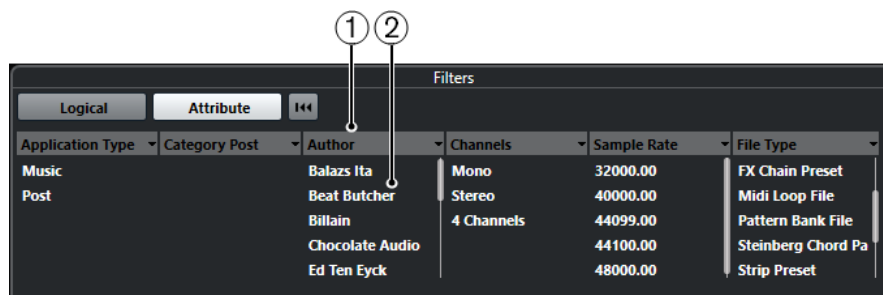 1 2
Filters
Logical Attribute
Application Type Category Post Author Channels Sample Rate File Type
Music Balazs Ita Mono 32000.00 FX Chain Preset
Post Beat Butcher Stereo 40000.00 Midi Loop File
Billain 4 Channels 44099.00 Pattern Bank File
Chocolate Audio 44100.00 Steinberg Chord Pa
Ed Ten Eyck 48000.00 Strip Preset